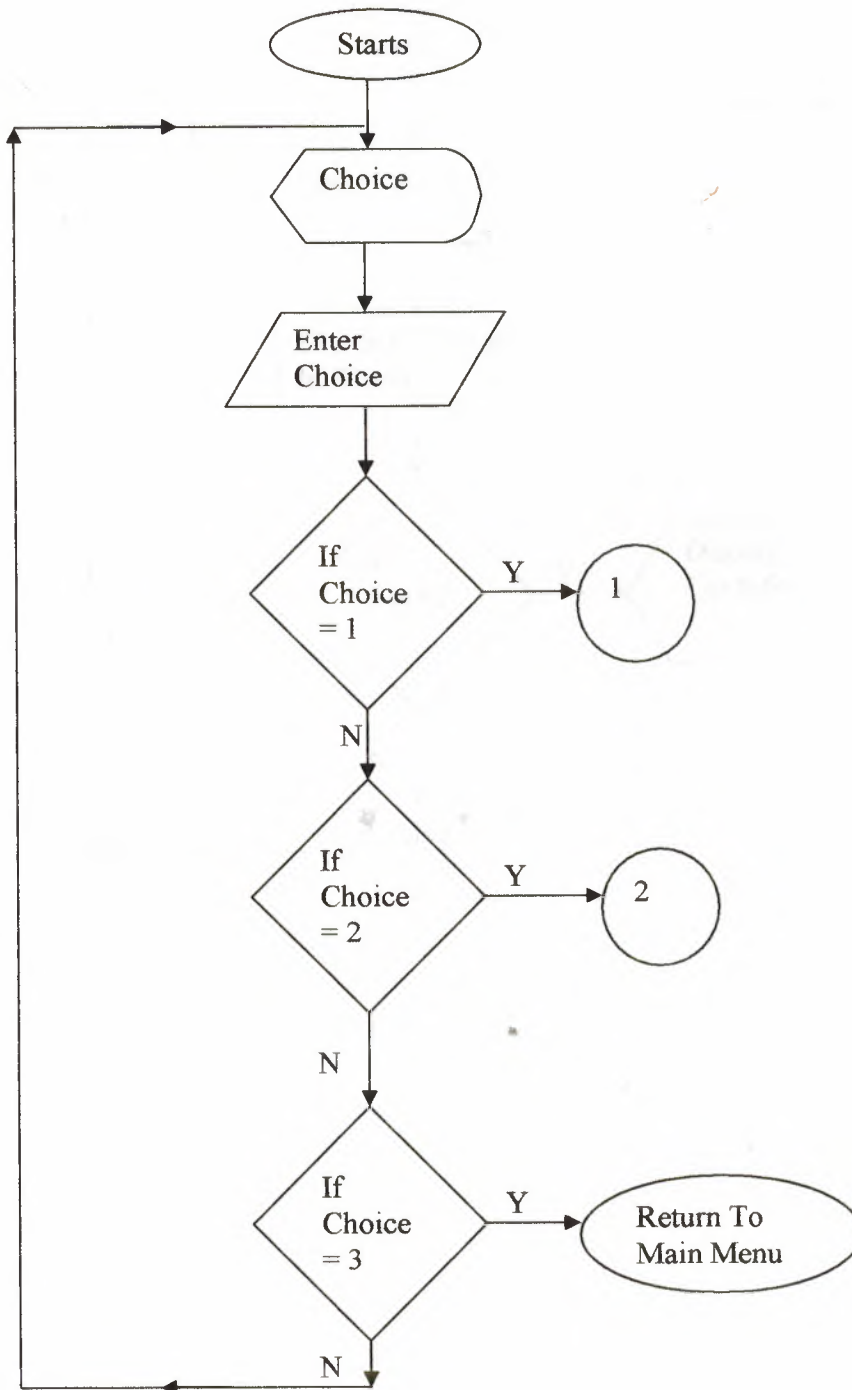 Starts
Choice
Enter
Choice
If
Choice
= 1
Y
1
N
If
Choice
= 2
Y
2
N
If
Choice
= 3
Y
Return To
Main Menu
N